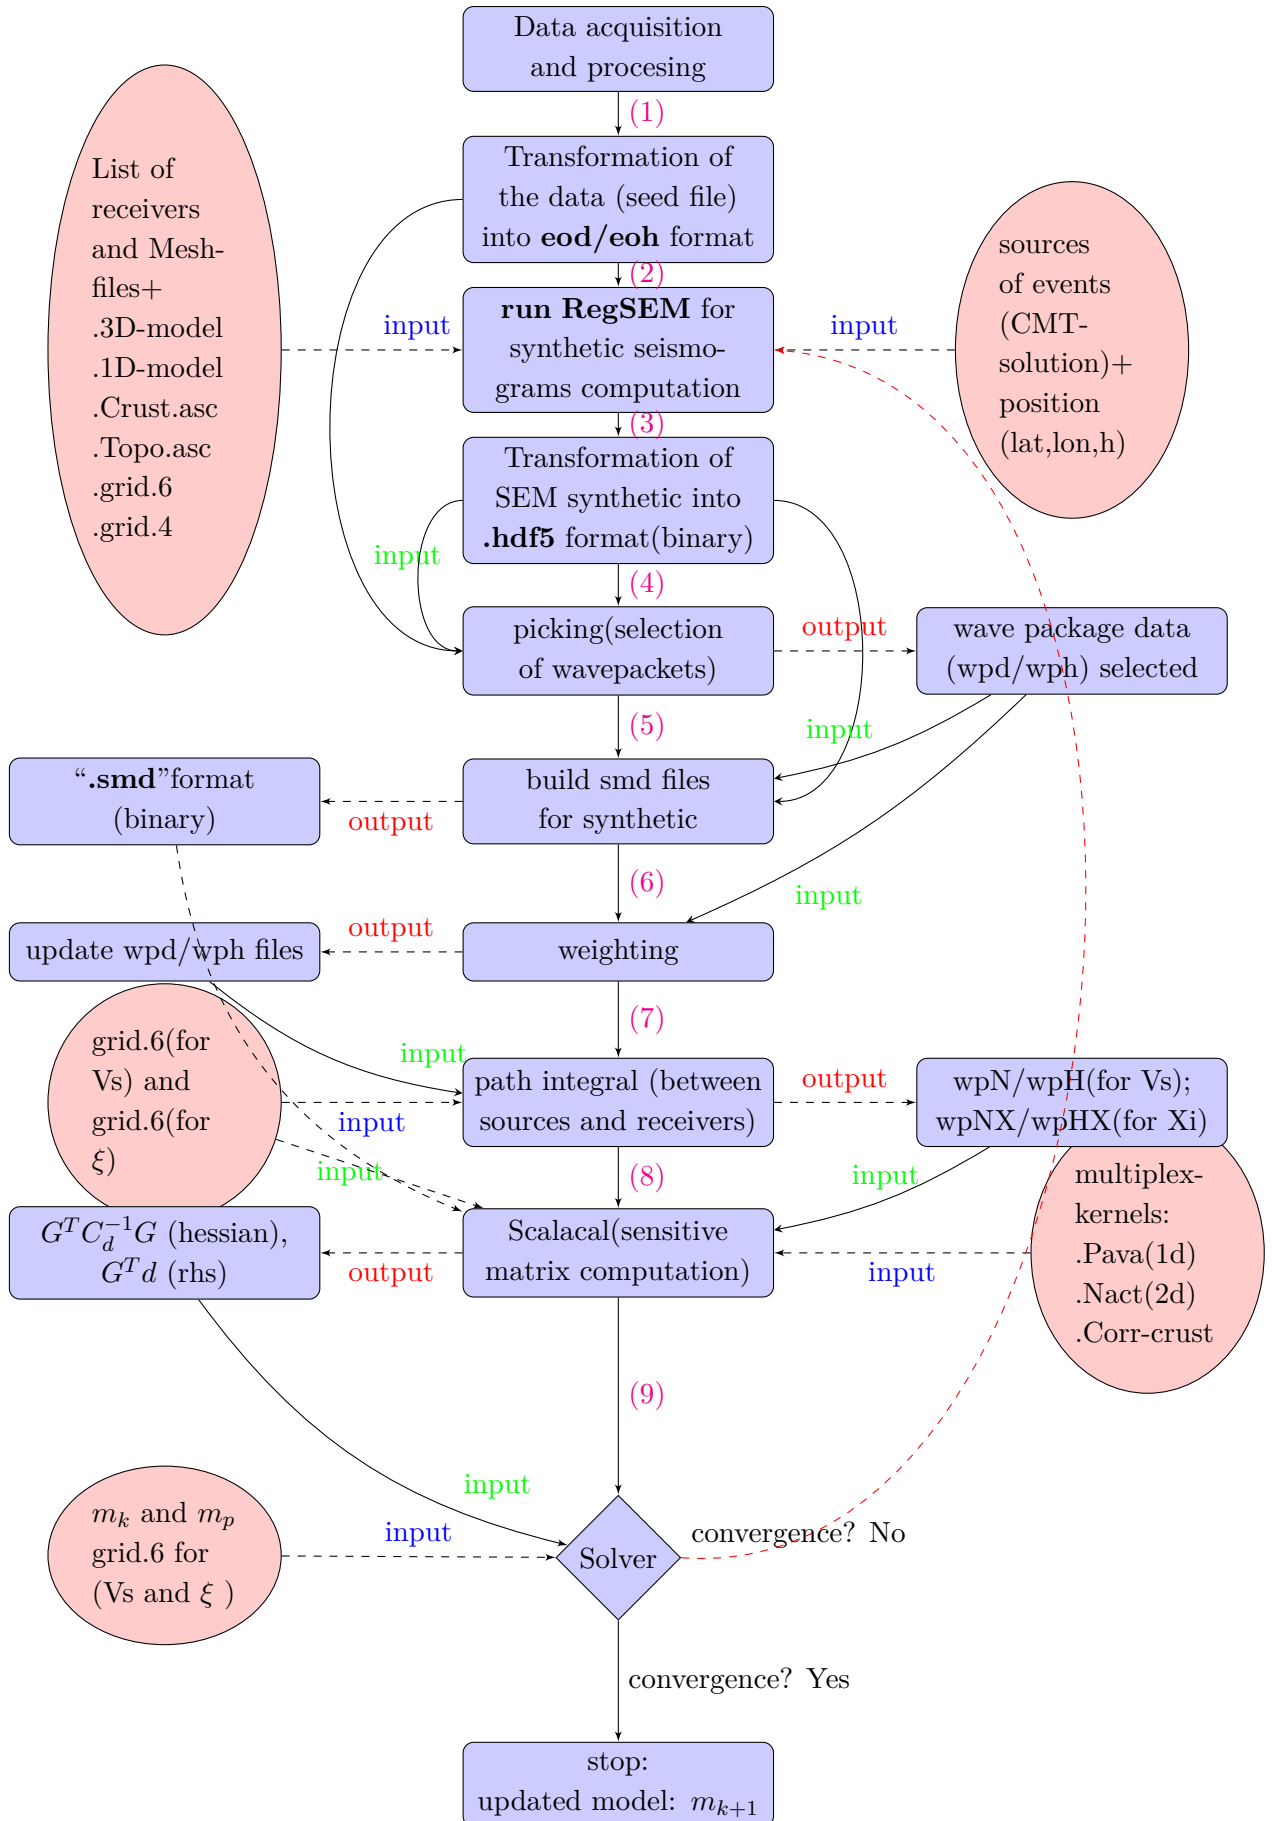 Data acquisition
and procesing
(1)
Transformation of
the data (seed file)
into eod/eoh format
(2)
List of
receivers
and Mesh-
files+
.3D-model
.1D-model
.Crust.asc
.Topo.asc
.grid.6
.grid.4
input
run RegSEM for
synthetic seismo-
grams computation
input
sources
of events
(CMT-
solution)+
position
(lat,lon,h)
(3)
Transformation of
SEM synthetic into
.hdf5 format(binary)
input
(4)
picking(selection
of wavepackets)
output
wave package data
(wpd/wph) selected
(5)
input
".smd"format
(binary)
output
build smd files
for synthetic
(6)
input
update wpd/wph files
output
weighting
(7)
input
grid.6(for
Vs) and
grid.6(for
ξ)
input
input
path integral (between
sources and receivers)
output
wpN/wpH(for Vs);
wpNX/wpHX(for Xi)
(8)
input
multiplex-
kernels:
.Pava(1d)
.Nact(2d)
.Corr-crust
G^T C_d^{-1} G (hessian),
G^T d (rhs)
output
Scalacal(sensitive
matrix computation)
input
(9)
input
m_k and m_p
grid.6 for
(Vs and ξ )
input
Solver
convergence? No
convergence? Yes
stop:
updated model: m_{k+1}